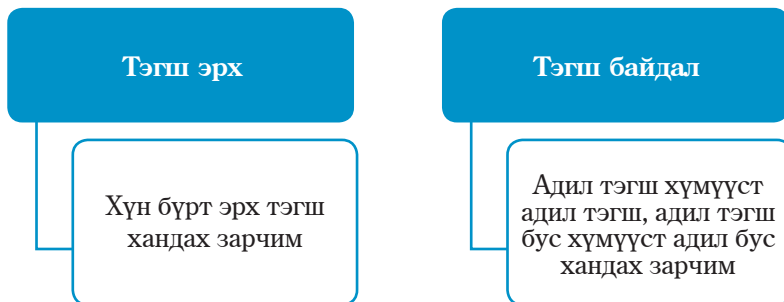 Тэгш эрх
Хүн бүрт эрх тэгш
хандах зарчим
Тэгш байдал
Адил тэгш хүмүүст
адил тэгш, адил тэгш
бус хүмүүст адил бус
хандах зарчим